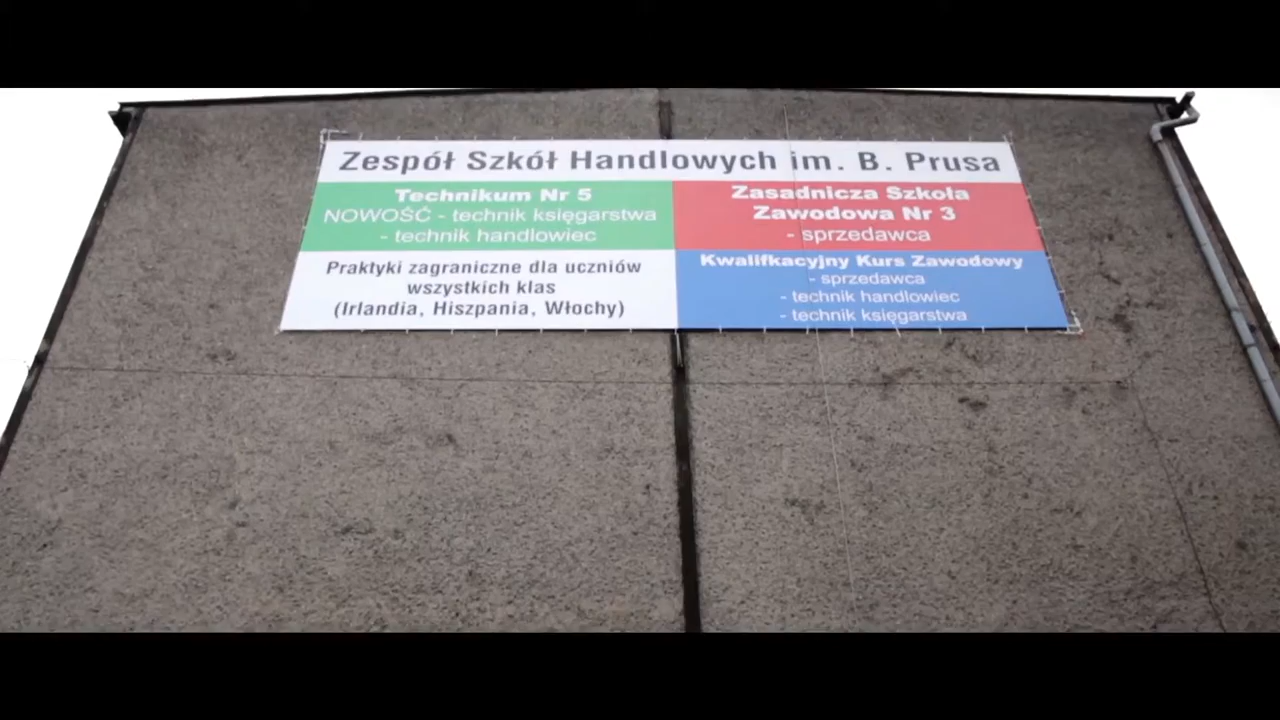 Zespół Szkół Handlowych im. B. Prusa
Technikum Nr 5
NOWOŚĆ - technik księgarstwa
- technik handlowiec
Zasadnicza Szkoła
Zawodowa Nr 3
- sprzedawca
Praktyki zagraniczne dla uczniów
wszystkich klas
(Irlandia, Hiszpania, Włochy)
Kwalifkacyjny Kurs Zawodowy
- sprzedawca
- technik handlowiec
- technik księgarstwa